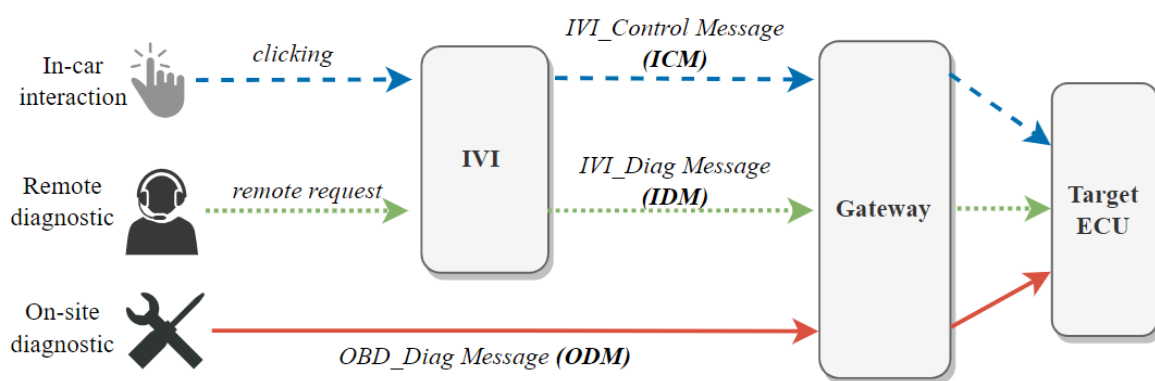 In-car
interaction
clicking
IVI_Control Message
(ICM)
IVI
Remote
diagnostic
remote request
IVI_Diag Message
(IDM)
Gateway
Target
ECU
On-site
diagnostic
OBD_Diag Message (ODM)